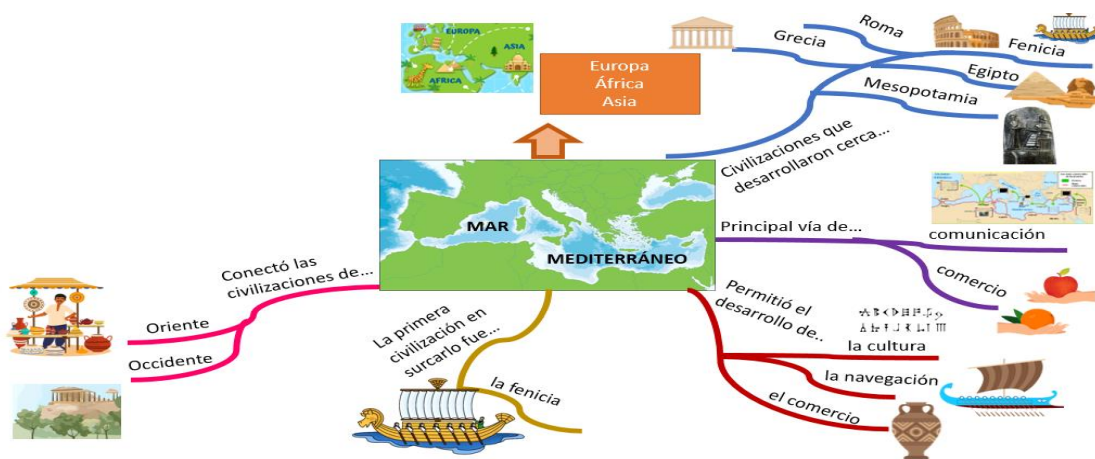 EUROPA
ASIA
AFRICA
Europa
África
Asia
Roma
Grecia
Fenicia
Egipto
Mesopotamia
Civilizaciones que
desarrollaron cerca...
MAR
MEDITERRÁNEO
Principal vía de...
comunicación
comercio
Conectó las
civilizaciones de...
Oriente
Occidente
La primera
civilización en
surcarlo fue...
la fenicia
Permitió el
desarrollo de..
la cultura
la navegación
el comercio